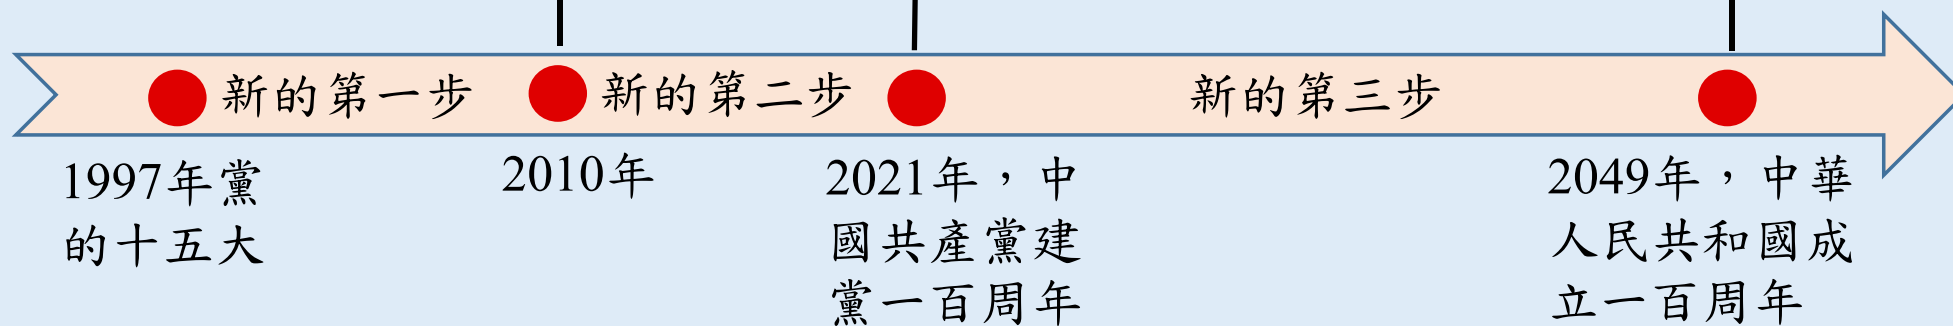 新的第一步
新的第二步
新的第三步
1997年黨
的十五大
2010年
2021年，中
國共產黨建
黨一百周年
2049年，中華
人民共和國成
立一百周年